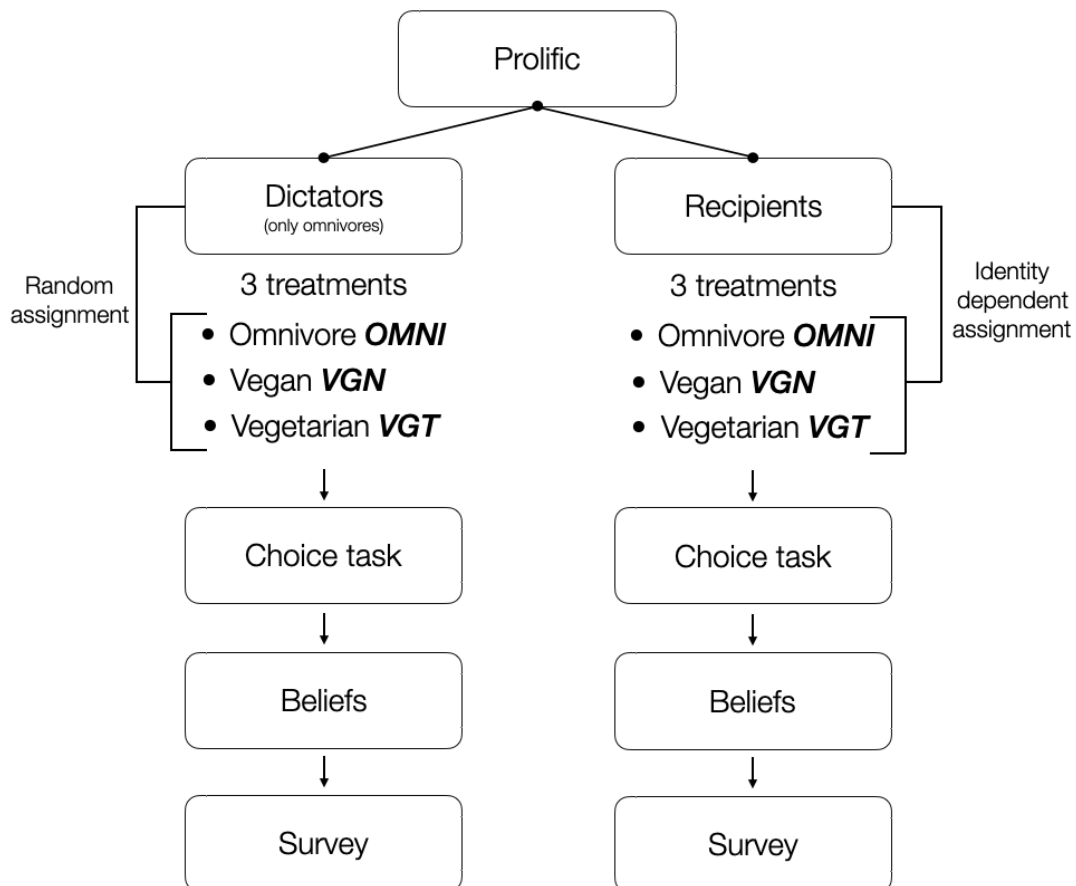 Prolific
Dictators
(only omnivores)
Recipients
Random
assignment
3 treatments
• Omnivore OMNI
• Vegan VGN
• Vegetarian VGT
3 treatments
• Omnivore OMNI
• Vegan VGN
• Vegetarian VGT
Identity
dependent
assignment
Choice task
Choice task
Beliefs
Beliefs
Survey
Survey